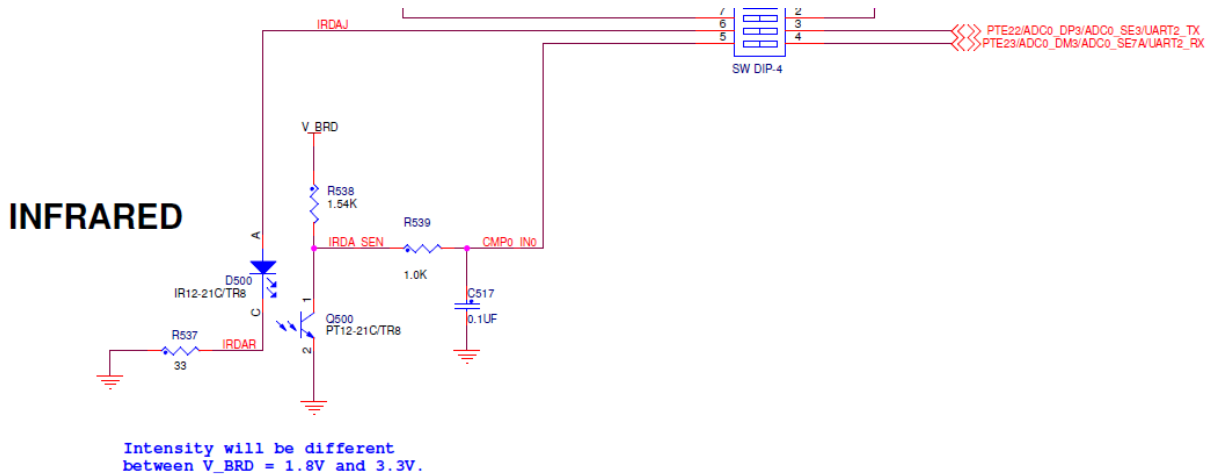 7
2
IRDAJ
6
3
PTE22/ADC0_DP3/ADC0_SE3/UART2_TX
5
4
PTE23/ADC0_DM3/ADC0_SE7A/UART2_RX
SW DIP-4
V_BRD
R538
1.54K
INFRARED
R539
A
IRDA_SEN
CMP0_IN0
1.0K
D500
IR12-21C/TR8
C517
1
0.1UF
C
Q500
PT12-21C/TR8
R537
IRDAR
2
33
Intensity will be different
between V_BRD = 1.8V and 3.3V.